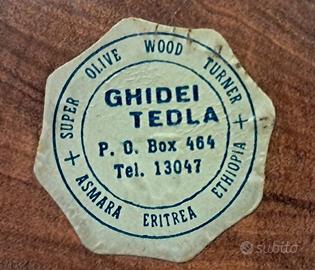 SUPER OLIVE WOOD TURNER
GHIDEI
TEDLA
P. O. Box 464
Tel. 13047
+ ASMARA ERITREA ETHIOPIA +
subito